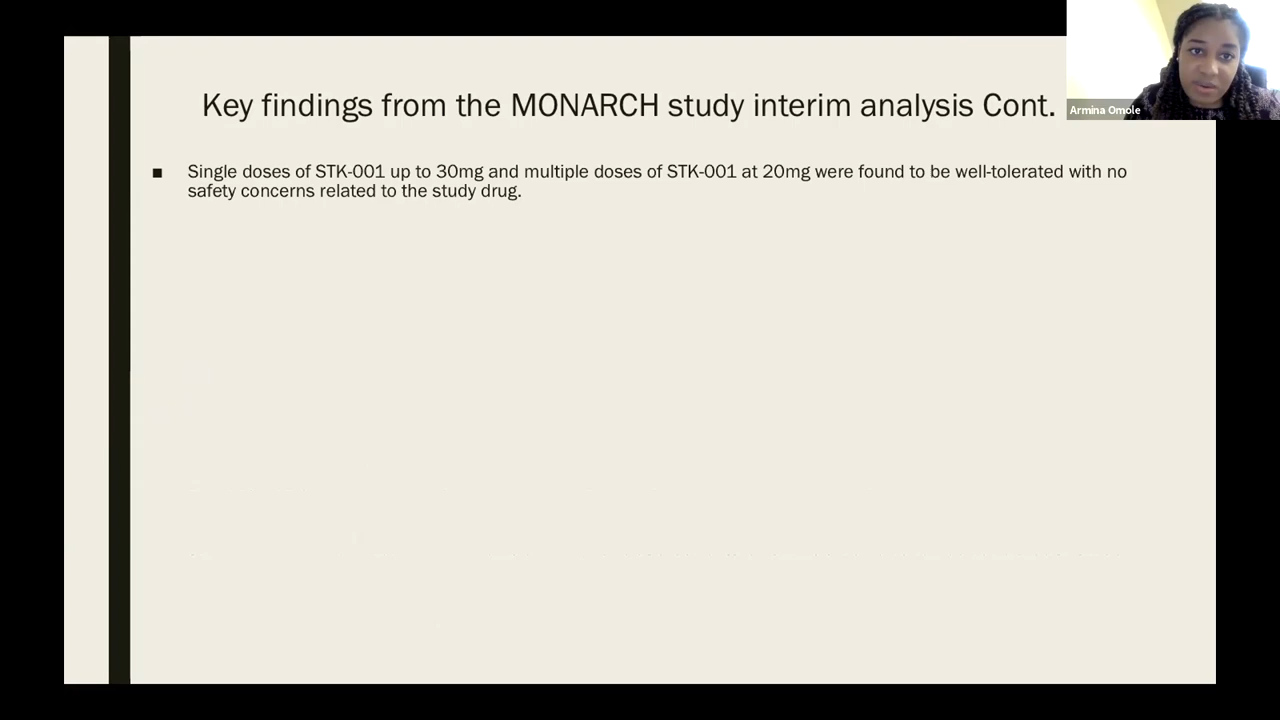 Key findings from the MONARCH study interim analysis Cont.
Armina Omole
■ Single doses of STK-001 up to 30mg and multiple doses of STK-001 at 20mg were found to be well-tolerated with no
safety concerns related to the study drug.